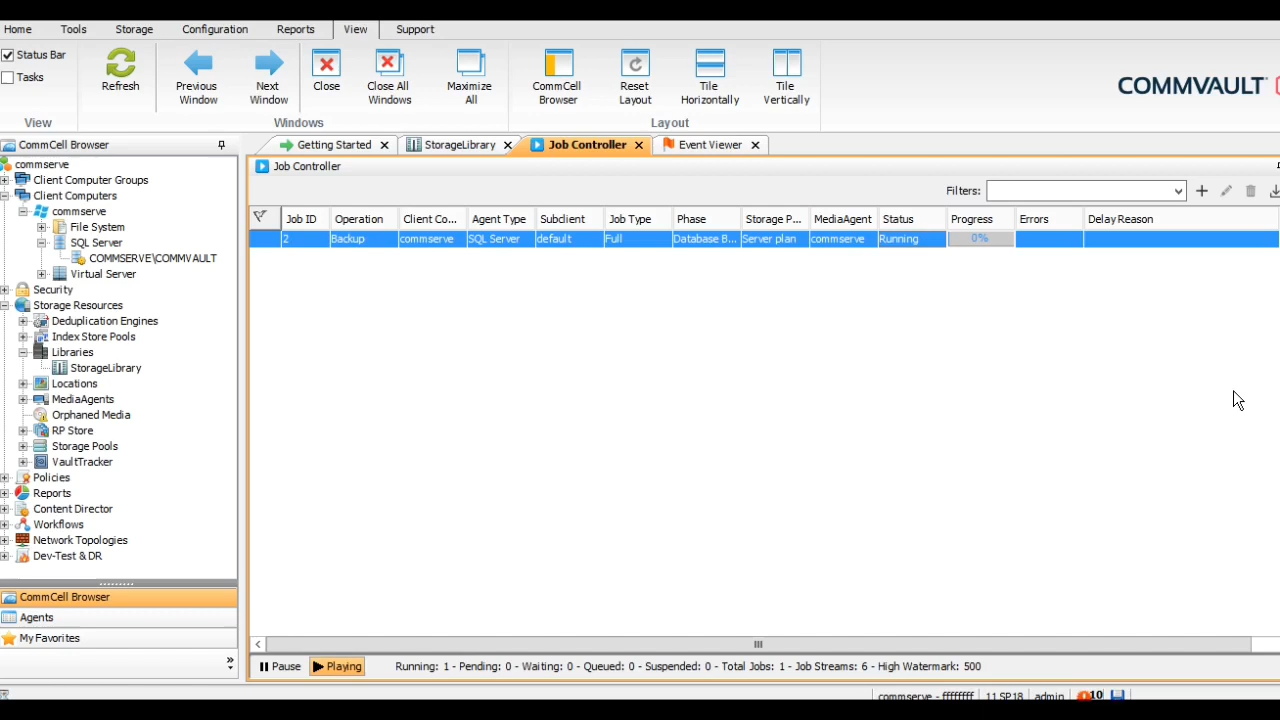 Home Tools Storage Configuration Reports View Support
Status Bar
Tasks
Refresh
Previous Window
Next Window
Close
Close All Windows
Maximize All
CommCell Browser
Reset Layout
Tile Horizontally
Tile Vertically
COMMVAULT
View Windows Layout
CommCell Browser
Getting Started StorageLibrary Job Controller Event Viewer
commserve
Client Computer Groups
Client Computers
commserve
File System
SQL Server
COMMSERVE\COMMVAULT
Virtual Server
Security
Storage Resources
Deduplication Engines
Index Store Pools
Libraries
StorageLibrary
Locations
MediaAgents
Orphaned Media
RP Store
Storage Pools
VaultTracker
Policies
Reports
Content Director
Workflows
Network Topologies
Dev-Test & DR
CommCell Browser
Agents
My Favorites
Job Controller
Filters:
Job ID Operation Client Co... Agent Type Subclient Job Type Phase Storage P... MediaAgent Status Progress Errors Delay Reason
2 Backup commserve SQL Server default Full Database B... Server plan commserve Running 0%
Pause Playing Running: 1 - Pending: 0 - Waiting: 0 - Queued: 0 - Suspended: 0 - Total Jobs: 1 - Job Streams: 6 - High Watermark: 500
commserve - ffffffff 11 SP18 admin 10